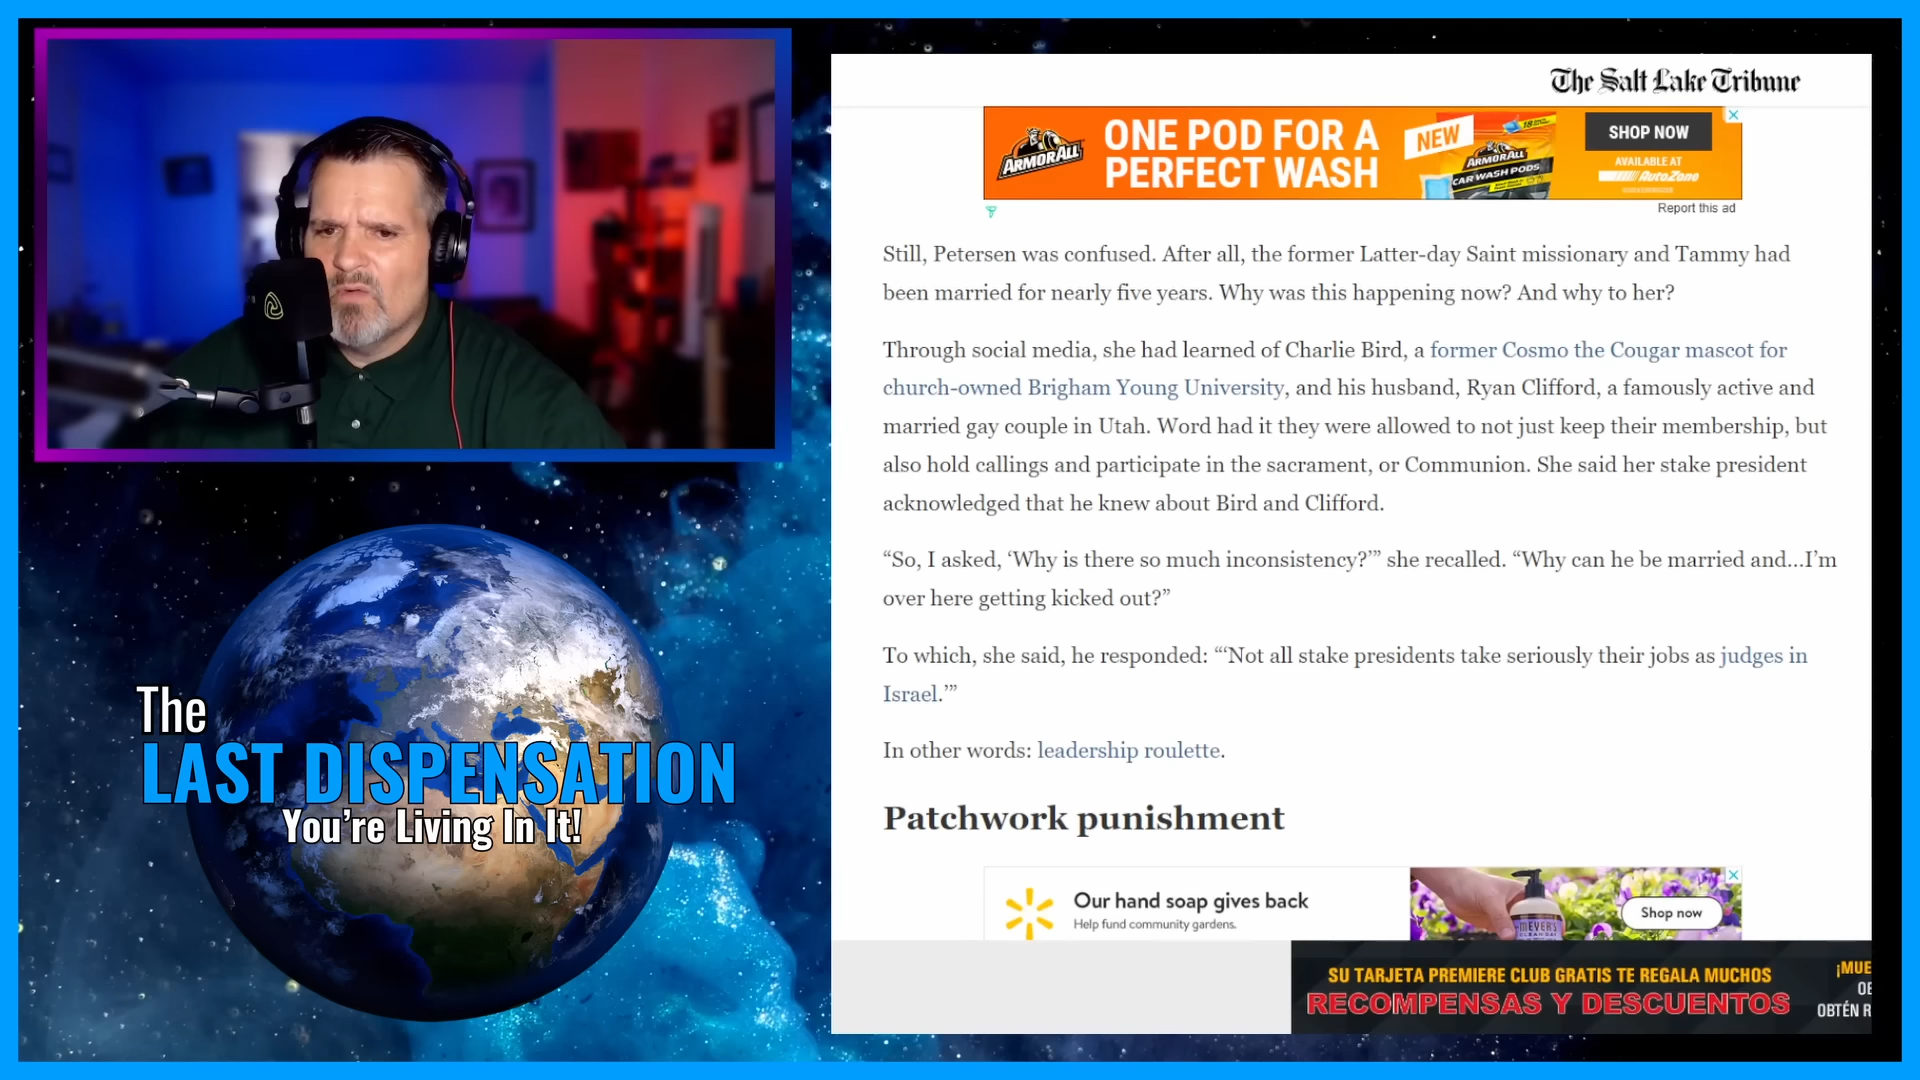 The Salt Lake Tribune
ARMORALL
ONE POD FOR A
PERFECT WASH
NEW
ARMORALL
CAR WASH PODS
SHOP NOW
AVAILABLE AT
AutoZone
Report this ad
Still, Petersen was confused. After all, the former Latter-day Saint missionary and Tammy had
been married for nearly five years. Why was this happening now? And why to her?
Through social media, she had learned of Charlie Bird, a former Cosmo the Cougar mascot for
church-owned Brigham Young University, and his husband, Ryan Clifford, a famously active and
married gay couple in Utah. Word had it they were allowed to not just keep their membership, but
also hold callings and participate in the sacrament, or Communion. She said her stake president
acknowledged that he knew about Bird and Clifford.
“So, I asked, ‘Why is there so much inconsistency?’” she recalled. “Why can he be married and…I’m
over here getting kicked out?”
To which, she said, he responded: “‘Not all stake presidents take seriously their jobs as judges in
Israel.’”
In other words: leadership roulette.
Patchwork punishment
Our hand soap gives back
Help fund community gardens.
MEYER'S
Shop now
SU TARJETA PREMIERE CLUB GRATIS TE REGALA MUCHOS
RECOMPENSAS Y DESCUENTOS
¡MUE
OB
OBTÉN R
The
LAST DISPENSATION
You're Living In It!